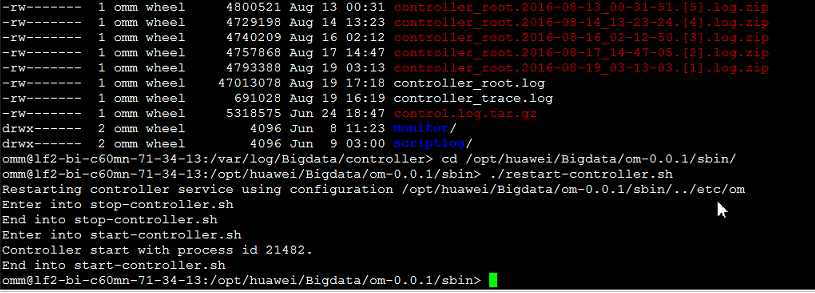 -rw------- 1 omm wheel 4800521 Aug 13 00:31 controller_root.2016-08-13_00-31-51.[5].log.zip
-rw------- 1 omm wheel 4729198 Aug 14 13:23 controller_root.2016-08-14_13-23-24.[4].log.zip
-rw------- 1 omm wheel 4740209 Aug 16 02:12 controller_root.2016-08-16_02-12-50.[3].log.zip
-rw------- 1 omm wheel 4757868 Aug 17 14:47 controller_root.2016-08-17_14-47-05.[2].log.zip
-rw------- 1 omm wheel 4793388 Aug 19 03:13 controller_root.2016-08-19_03-13-03.[1].log.zip
-rw------- 1 omm wheel 47013078 Aug 19 17:18 controller_root.log
-rw------- 1 omm wheel 691028 Aug 19 16:19 controller_trace.log
-rw------- 1 omm wheel 5318575 Jun 24 18:47 control.log.tar.gz
drwx------ 2 omm wheel 4096 Jun 8 11:23 monitor/
drwx------ 2 omm wheel 4096 Jun 9 03:00 scriptlog/
omm@lf2-bi-c60mn-71-34-13:/var/log/Bigdata/controller> cd /opt/huawei/Bigdata/om-0.0.1/sbin/
omm@lf2-bi-c60mn-71-34-13:/opt/huawei/Bigdata/om-0.0.1/sbin> ./restart-controller.sh
Restarting controller service using configuration /opt/huawei/Bigdata/om-0.0.1/sbin/../etc/om
Enter into stop-controller.sh
End into stop-controller.sh
Enter into start-controller.sh
Controller start with process id 21482.
End into start-controller.sh
omm@lf2-bi-c60mn-71-34-13:/opt/huawei/Bigdata/om-0.0.1/sbin>